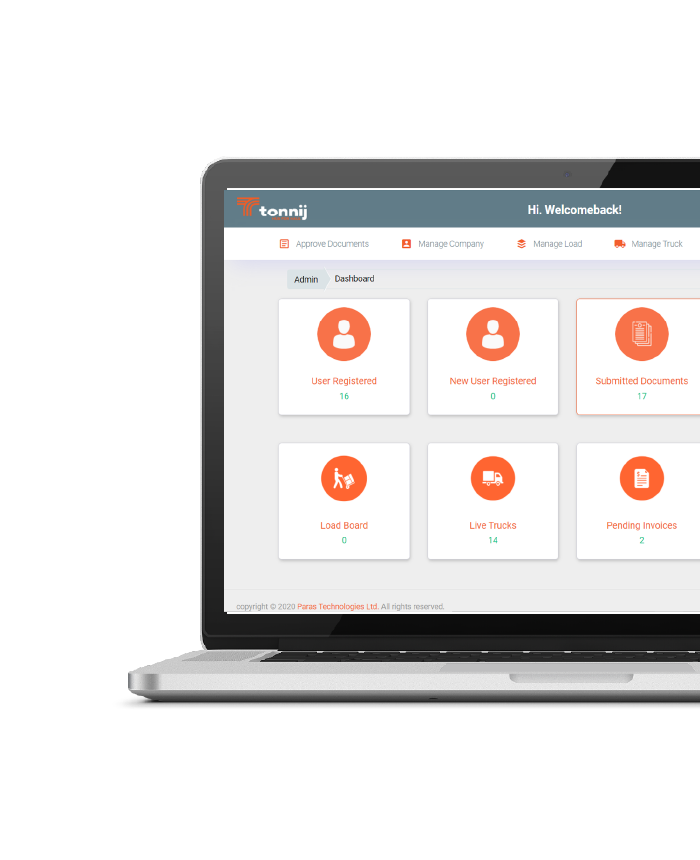 tonnij
Hi. Welcomeback!
Approve Documents Manage Company Manage Load Manage Truck
Admin Dashboard
User Registered New User Registered Submitted Documents
16 0 17
Load Board Live Trucks Pending Invoices
0 14 2
copyright © 2020 Paras Technologies Ltd. All rights reserved.